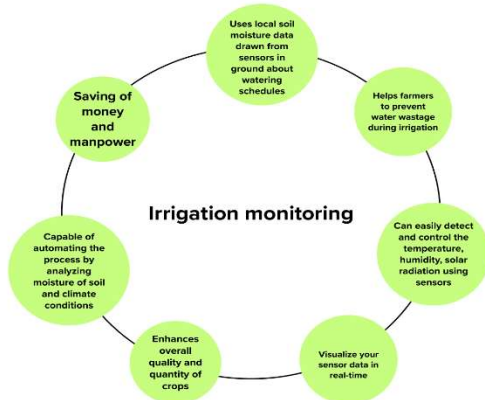 Uses local soil
moisture data
drawn from
sensors in
ground about
watering
schedules
Helps farmers
to prevent
water wastage
during irrigation
Can easily detect
and control the
temperature,
humidity, solar
radiation using
sensors
Visualize your
sensor data in
real-time
Enhances
overall
quality and
quantity of
crops
Capable of
automating the
process by
analyzing
moisture of soil
and climate
conditions
Saving of
money
and
manpower
Irrigation monitoring